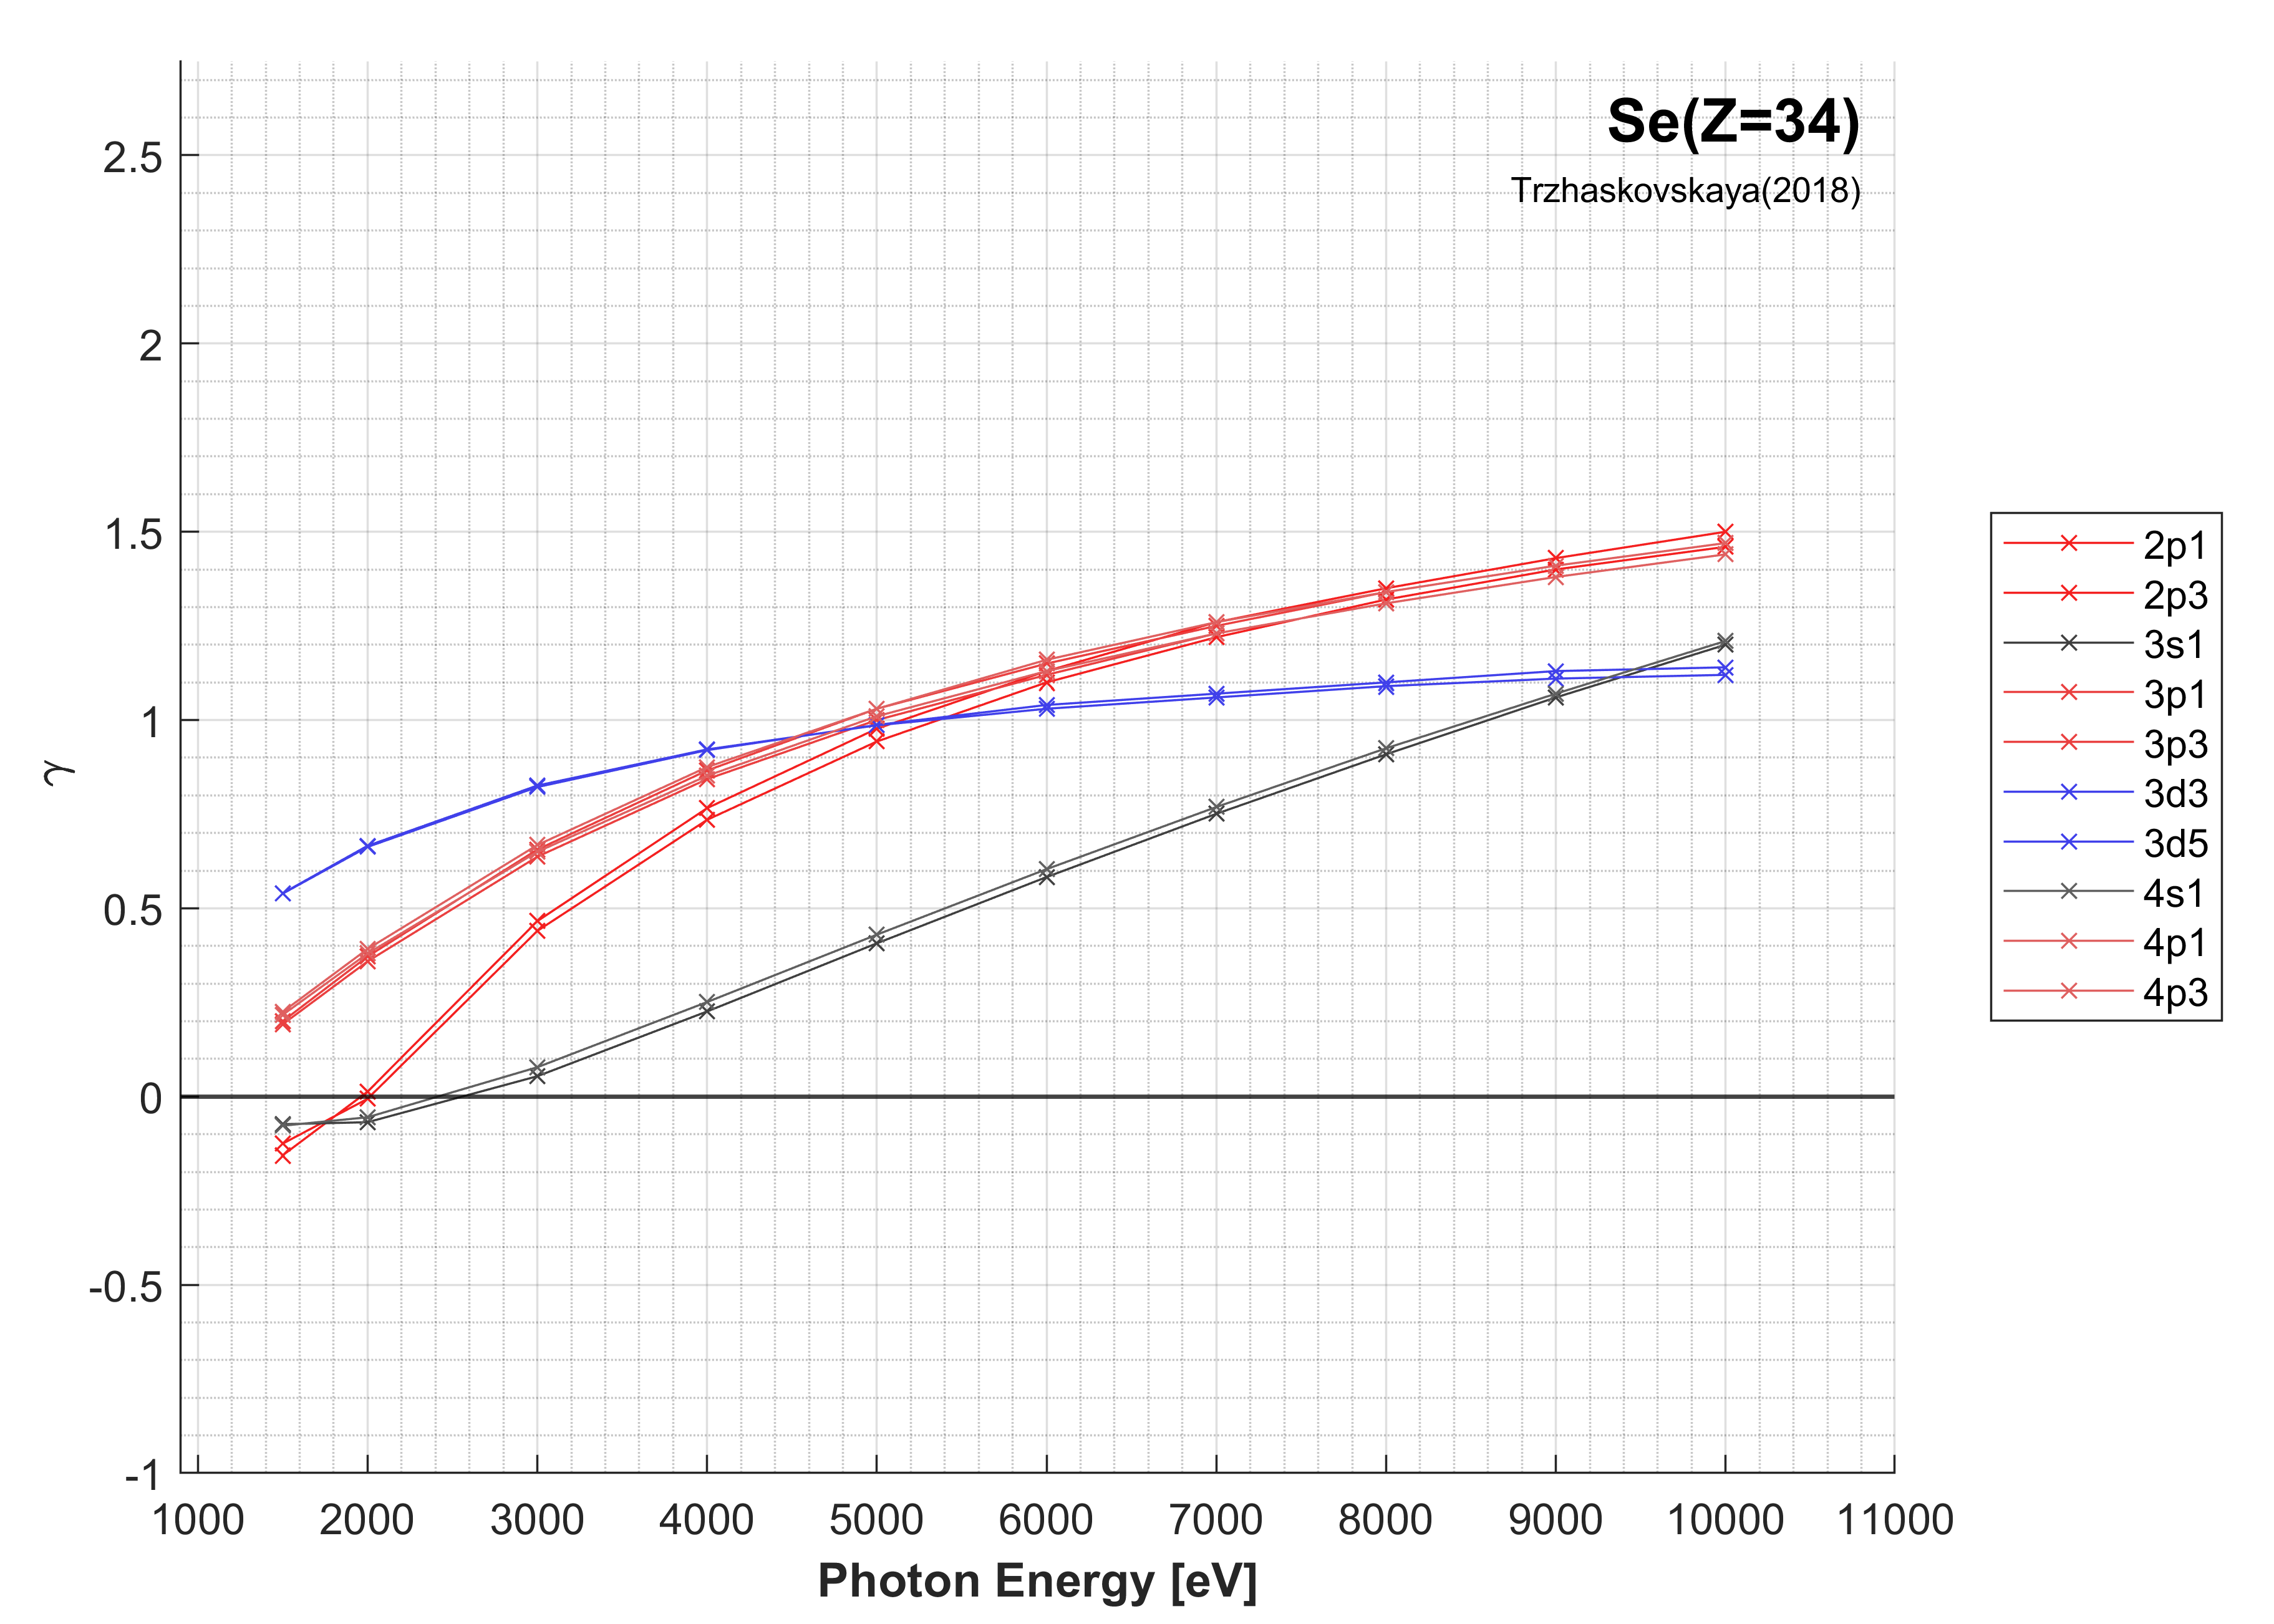 Se(Z=34)
Trzhaskovskaya(2018)
2.5
2
1.5
1
0.5
0
-0.5
-1
γ
1000 2000 3000 4000 5000 6000 7000 8000 9000 10000 11000
Photon Energy [eV]
2p1
2p3
3s1
3p1
3p3
3d3
3d5
4s1
4p1
4p3